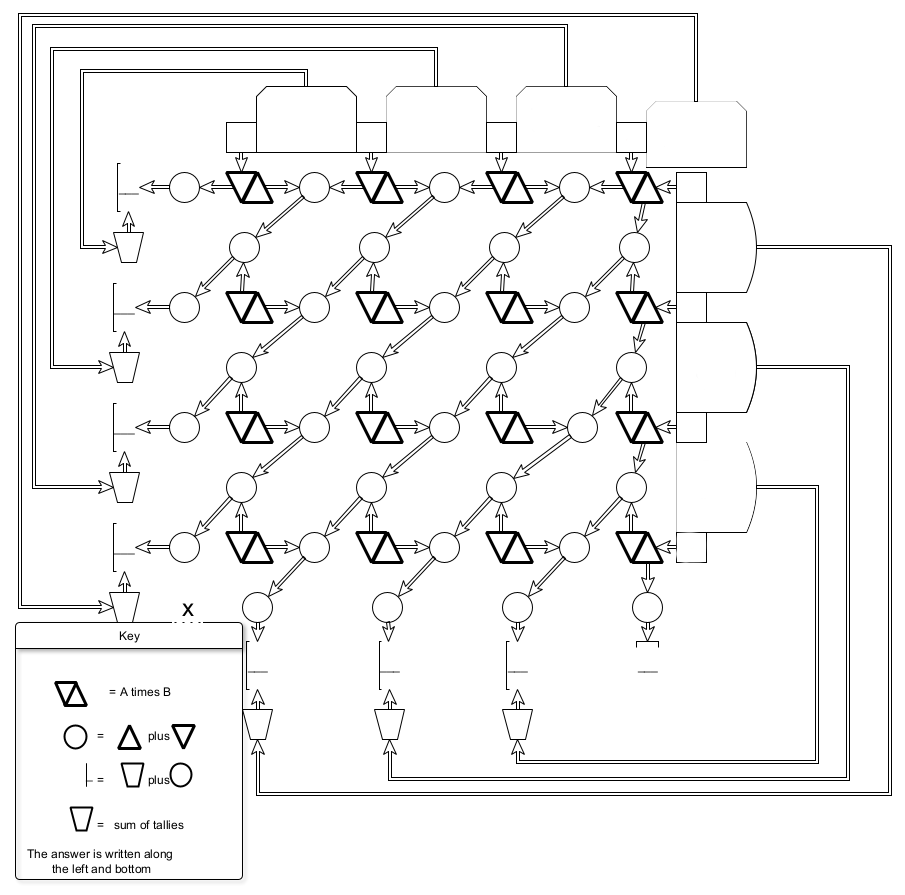 X
Key
= A times B
= plus
= plus
= sum of tallies
The answer is written along
the left and bottom